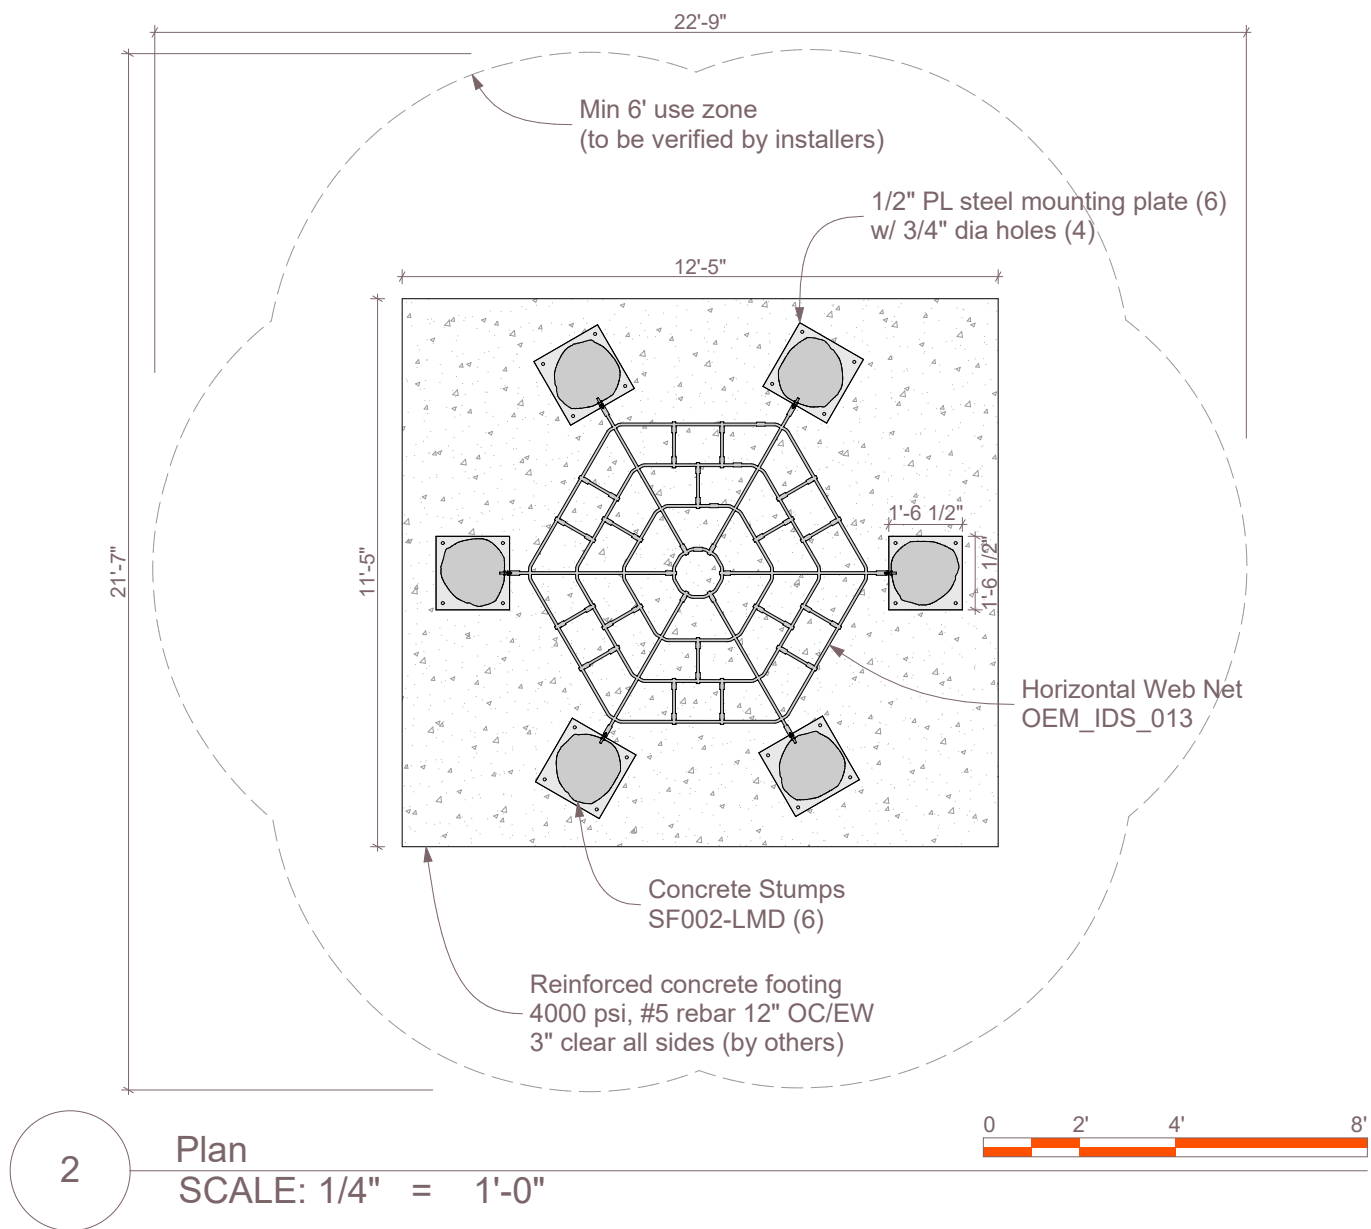 22'-9"
Min 6' use zone
(to be verified by installers)
1/2" PL steel mounting plate (6)
w/ 3/4" dia holes (4)
12'-5"
21'-7"
11'-5"
1'-6 1/2"
1'-6 1/2"
Horizontal Web Net
OEM_IDS_013
Concrete Stumps
SF002-LMD (6)
Reinforced concrete footing
4000 psi, #5 rebar 12" OC/EW
3" clear all sides (by others)
0 2' 4' 8'
2
Plan
SCALE: 1/4" = 1'-0"